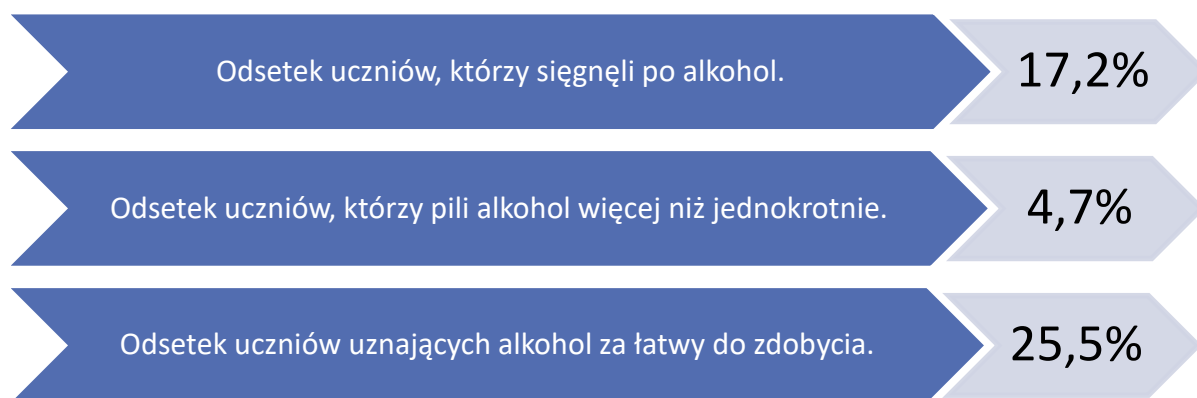 Odsetek uczniów, którzy sięgnęli po alkohol.
17,2%
Odsetek uczniów, którzy pili alkohol więcej niż jednokrotnie.
4,7%
Odsetek uczniów uznających alkohol za łatwy do zdobycia.
25,5%